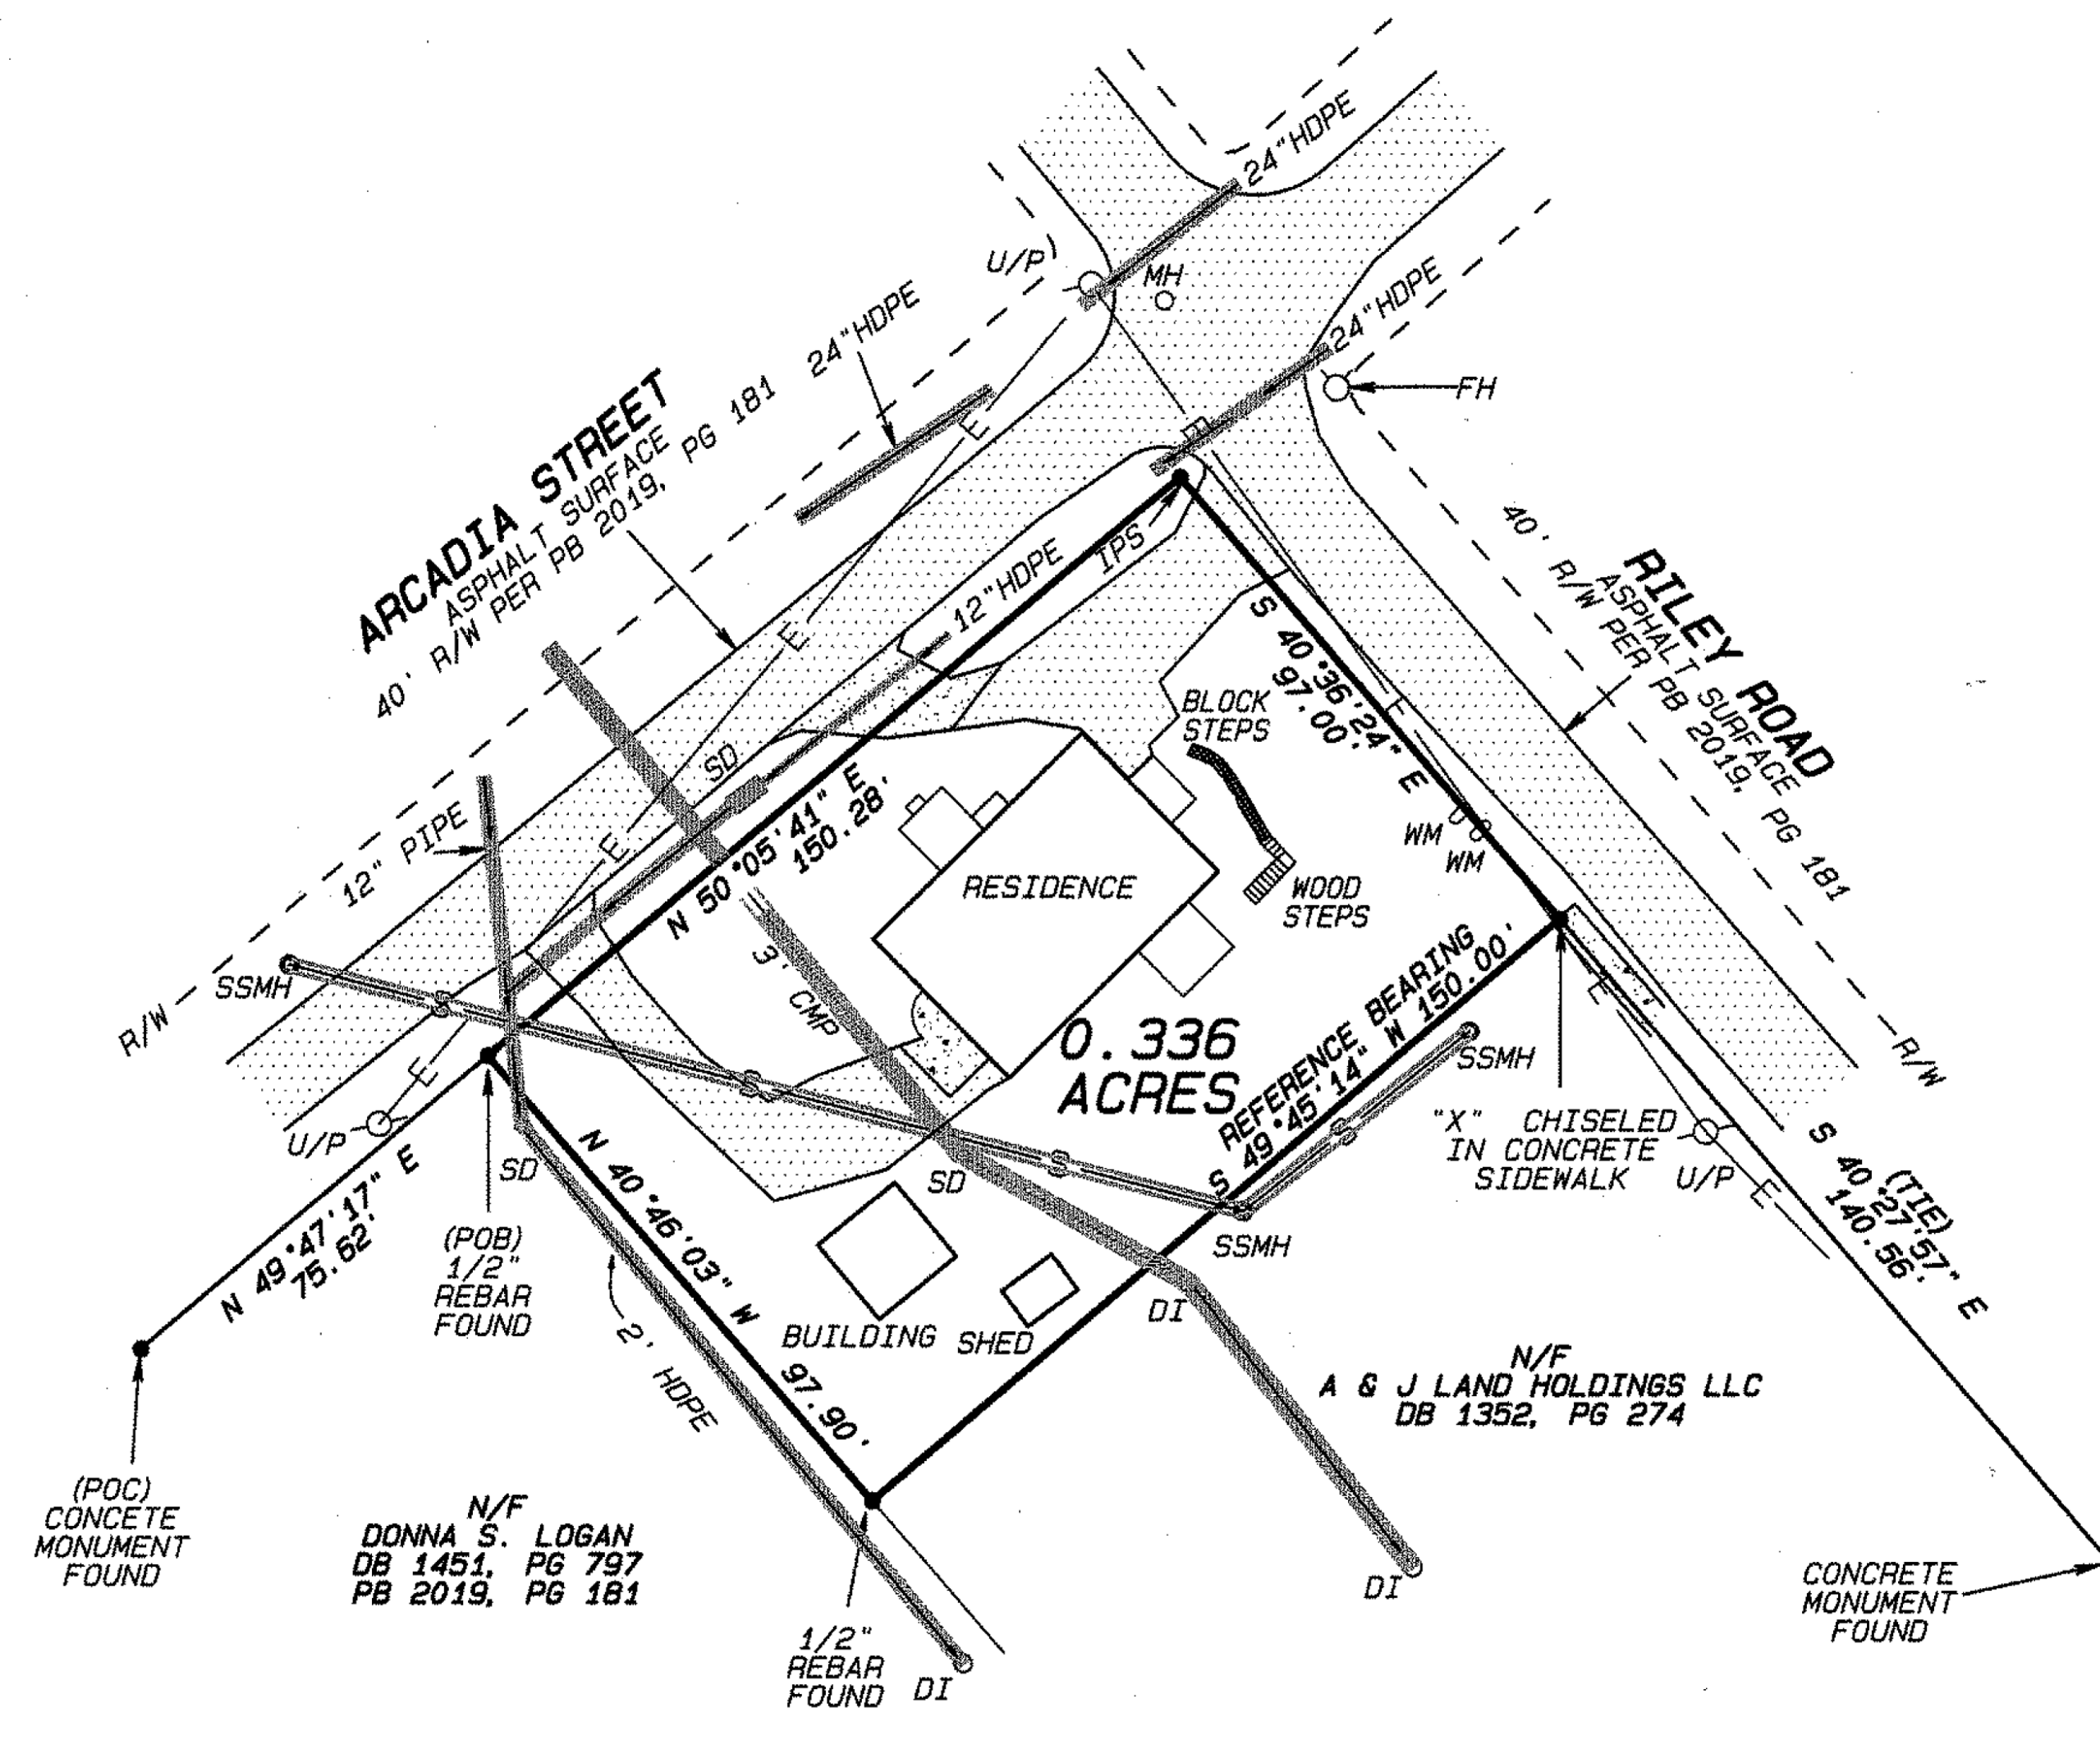 24"HDPE
U/P
MH
24"HDPE
24"HDPE
FH
ARCADIA STREET
ASPHALT SURFACE
40' R/W PER PB 2019, PG 181
RILEY ROAD
ASPHALT SURFACE
40' R/W PER PB 2019, PG 181
12"HDPE
IPS
E
E
E
E
S 40°36'24" E
97.00'
BLOCK
STEPS
SD
12" PIPE
N 50°05'41" E
150.28'
RESIDENCE
WM
WM
WOOD
STEPS
R/W
SSMH
S
3' CMP
0.336
ACRES
REFERENCE BEARING
S 49°45'14" W 150.00'
SSMH
S
E
R/W
"X" CHISELED
IN CONCRETE
SIDEWALK
U/P
E
(TIE)
S 40°27'57" E
140.56'
U/P
SD
S
SD
S
SSMH
N 49°47'17" E
75.62'
(POB)
1/2"
REBAR
FOUND
N 40°46'03" W
97.90'
2' HDPE
BUILDING
SHED
DI
N/F
A & J LAND HOLDINGS LLC
DB 1352, PG 274
(POC)
CONCETE
MONUMENT
FOUND
N/F
DONNA S. LOGAN
DB 1451, PG 797
PB 2019, PG 181
1/2"
REBAR
FOUND
DI
DI
CONCRETE
MONUMENT
FOUND